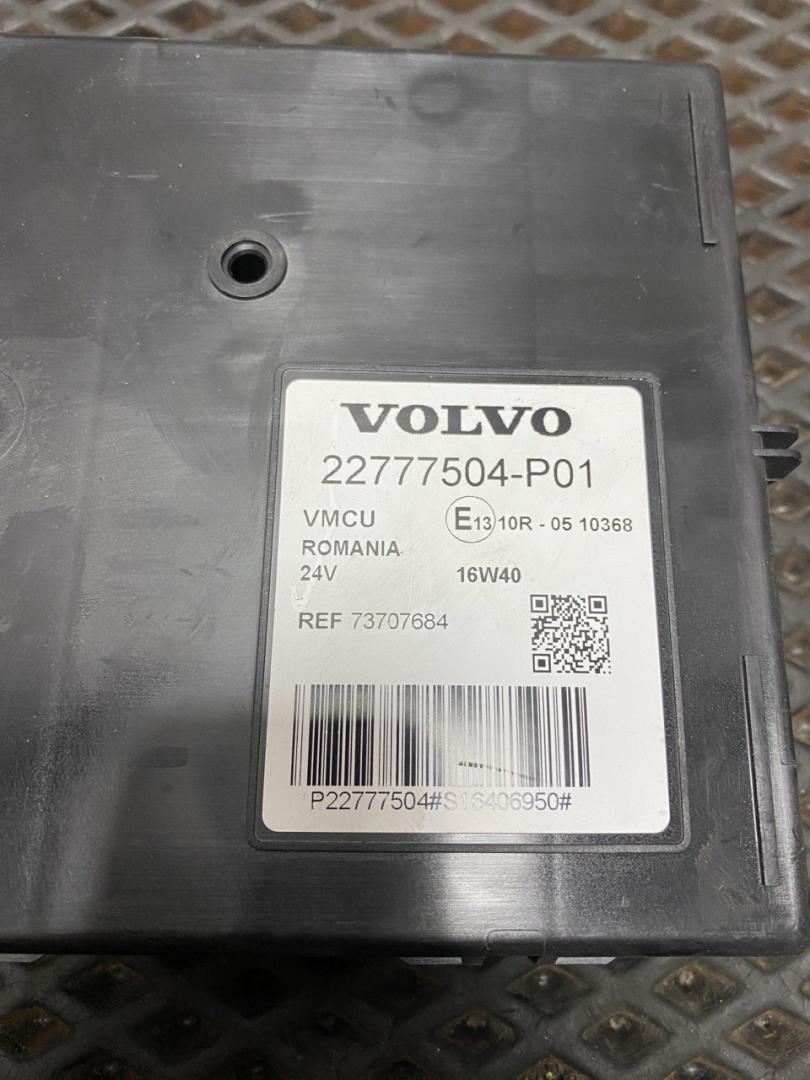 VOLVO
22777504-P01
VMCU E13 10R - 05 10368
ROMANIA
24V 16W40
REF 73707684
P22777504#S16406950#